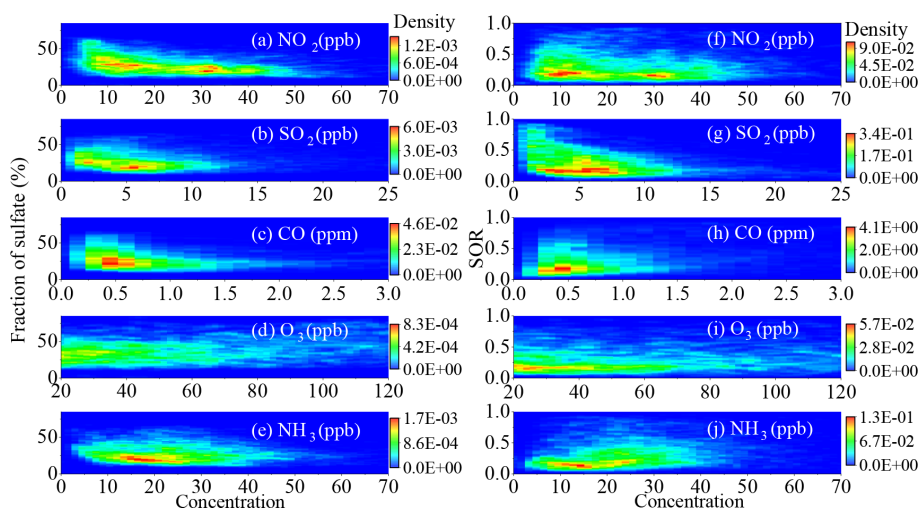 Density
Density
(a) NO2(ppb)
50
0
0 10 20 30 40 50 60 70
1.2E-03
6.0E-04
0.0E+00
(f) NO2(ppb)
1.0
0.5
0.0
0 10 20 30 40 50 60 70
9.0E-02
4.5E-02
0.0E+00
(b) SO2(ppb)
50
0
0 5 10 15 20 25
6.0E-03
3.0E-03
0.0E+00
(g) SO2(ppb)
1.0
0.5
0.0
0 5 10 15 20 25
3.4E-01
1.7E-01
0.0E+00
(c) CO (ppm)
50
0
0.0 0.5 1.0 1.5 2.0 2.5 3.0
4.6E-02
2.3E-02
0.0E+00
(h) CO (ppm)
1.0
0.5
0.0
0.0 0.5 1.0 1.5 2.0 2.5 3.0
4.1E+00
2.0E+00
0.0E+00
(d) O3(ppb)
50
0
20 40 60 80 100 120
8.3E-04
4.2E-04
0.0E+00
(i) O3(ppb)
1.0
0.5
0.0
20 40 60 80 100 120
5.7E-02
2.8E-02
0.0E+00
(e) NH3(ppb)
50
0
0 10 20 30 40 50 60 70
1.7E-03
8.6E-04
0.0E+00
(j) NH3(ppb)
1.0
0.5
0.0
0 10 20 30 40 50 60 70
1.3E-01
6.7E-02
0.0E+00
Concentration
Concentration
Fraction of sulfate (%)
SOR